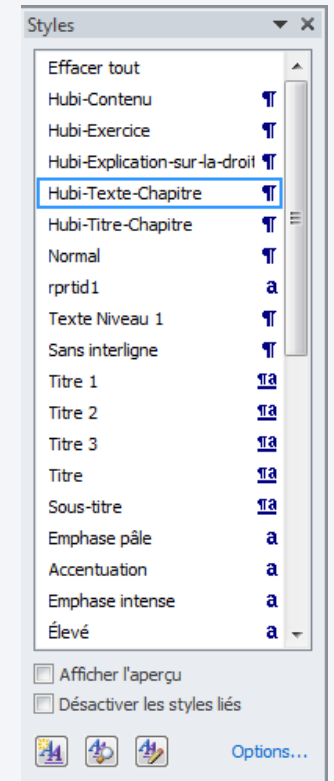 Styles
Effacer tout
Hubi-Contenu ¶
Hubi-Exercice ¶
Hubi-Explication-sur-la-droit ¶
Hubi-Texte-Chapitre ¶
Hubi-Titre-Chapitre ¶
Normal ¶
rprtid1 a
Texte Niveau 1 ¶
Sans interligne ¶
Titre 1 ¶a
Titre 2 ¶a
Titre 3 ¶a
Titre ¶a
Sous-titre ¶a
Emphase pâle a
Accentuation a
Emphase intense a
Élevé a
Afficher l'aperçu
Désactiver les styles liés
Options...